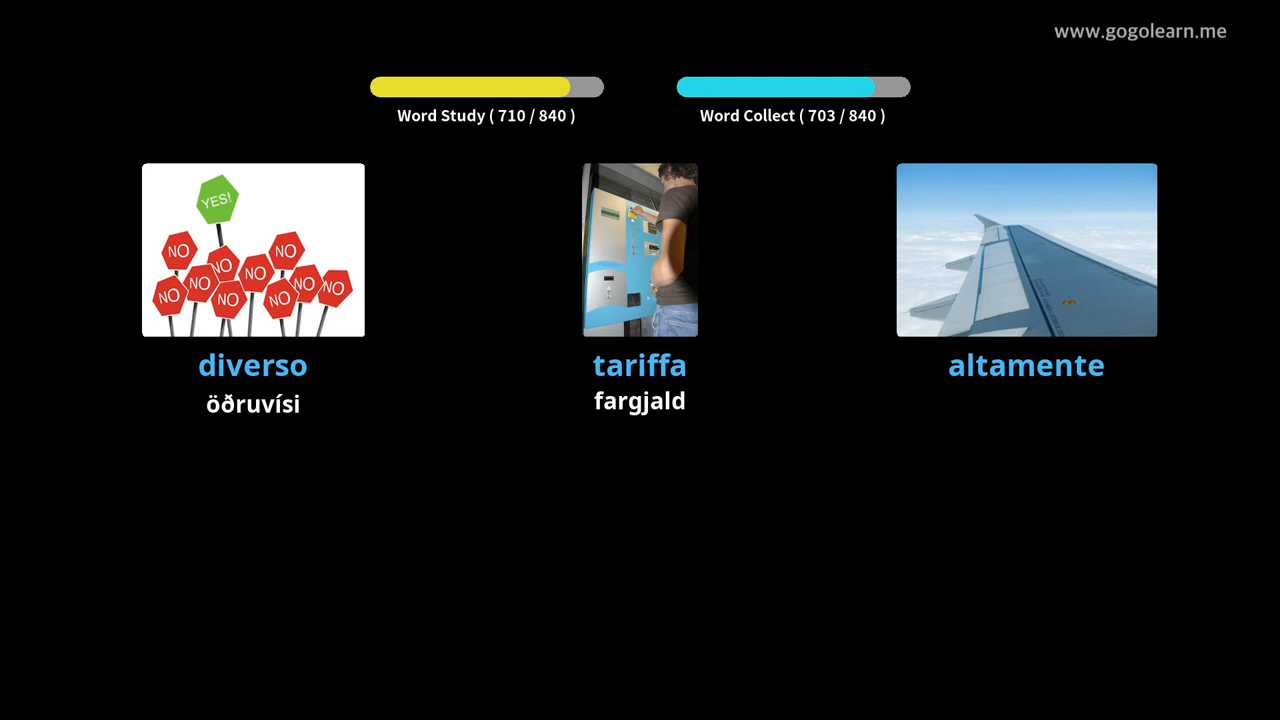 www.gogolearn.me
Word Study ( 710 / 840 )
Word Collect ( 703 / 840 )
YES!
NO
NO
NO
NO
NO
NO
NO
NO
NO
NO
diverso
öðruvísi
tariffa
fargjald
altamente